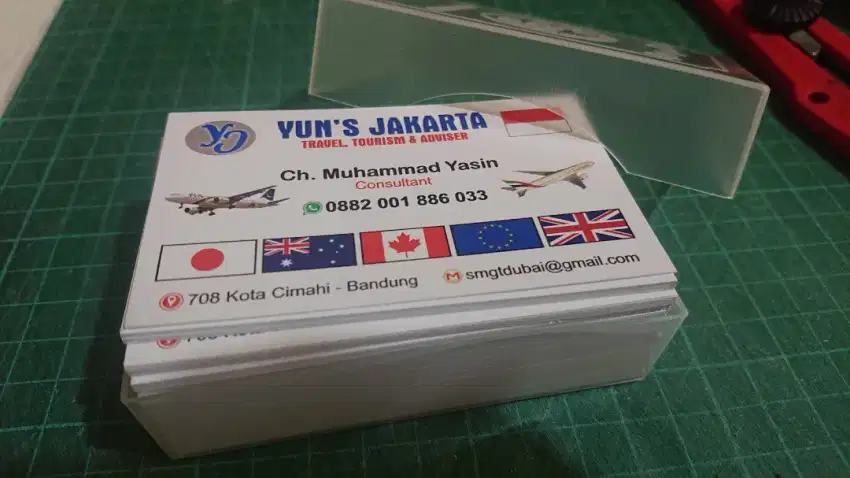 YUN'S JAKARTA
TRAVEL. TOURISM & ADVISER
Ch. Muhammad Yasin
Consultant
0882 001 886 033
708 Kota Cimahi - Bandung
smgtdubai@gmail.com